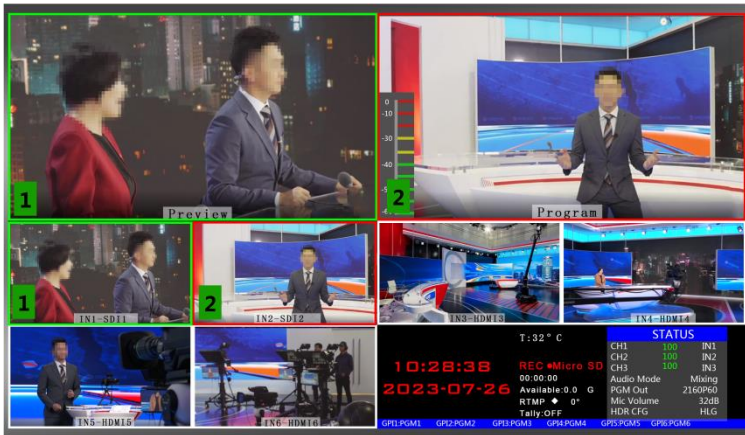 1
Preview
0
-10
-30
-40
2
Program
1
IN1-SDI1
2
IN2-SDI2
IN3-HDMI3
IN4-HDMI4
IN5-HDMI5
IN6-HDMI6
T:32° C
10:28:38
2023-07-26
REC ●Micro SD
00:00:00
Available:0.0 G
RTMP ◆ 0°
Tally:OFF
STATUS
CH1 100 IN1
CH2 100 IN2
CH3 100 IN3
Audio Mode Mixing
PGM Out 2160P60
Mic Volume 32dB
HDR CFG HLG
GPI1:PGM1 GPI2:PGM2 GPI3:PGM3 GPI4:PGM4 GPI5:PGM5 GPI6:PGM6